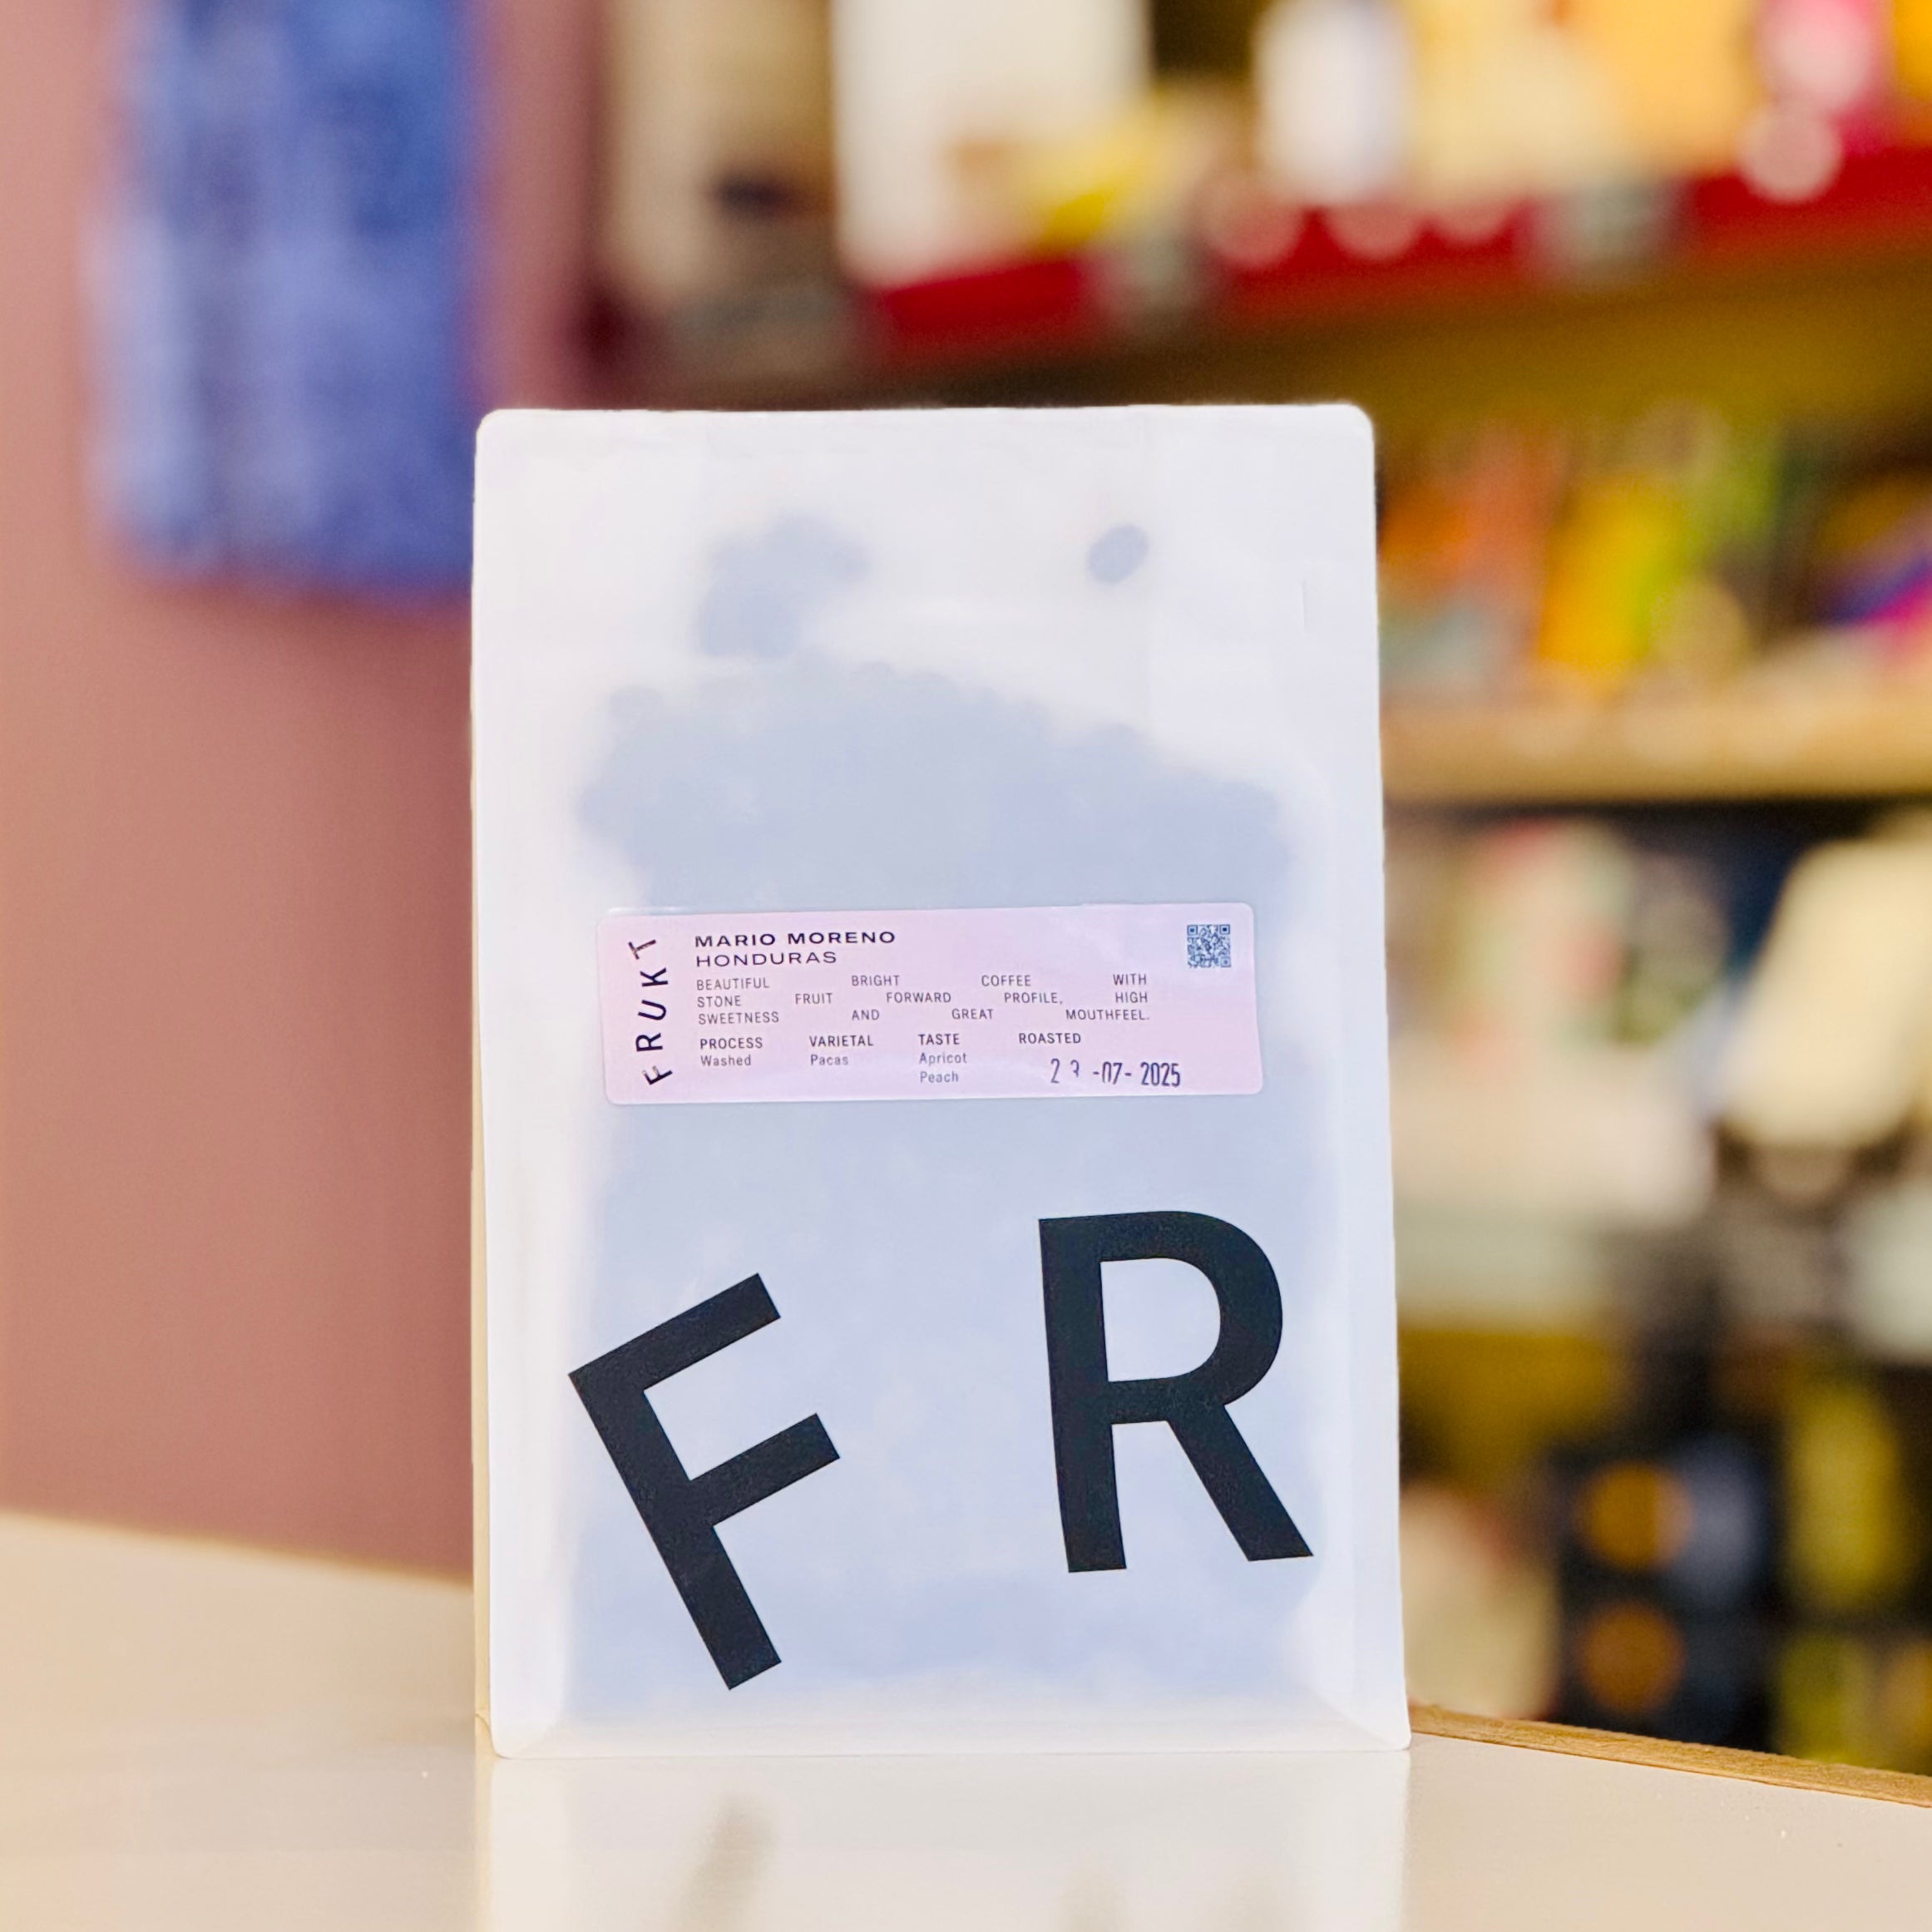 FRUKT
MARIO MORENO
HONDURAS
BEAUTIFUL BRIGHT COFFEE WITH
STONE FRUIT FORWARD PROFILE, HIGH
SWEETNESS AND GREAT MOUTHFEEL.
PROCESS VARIETAL TASTE ROASTED
Washed Pacas Apricot
Peach 23-07-2025
F R